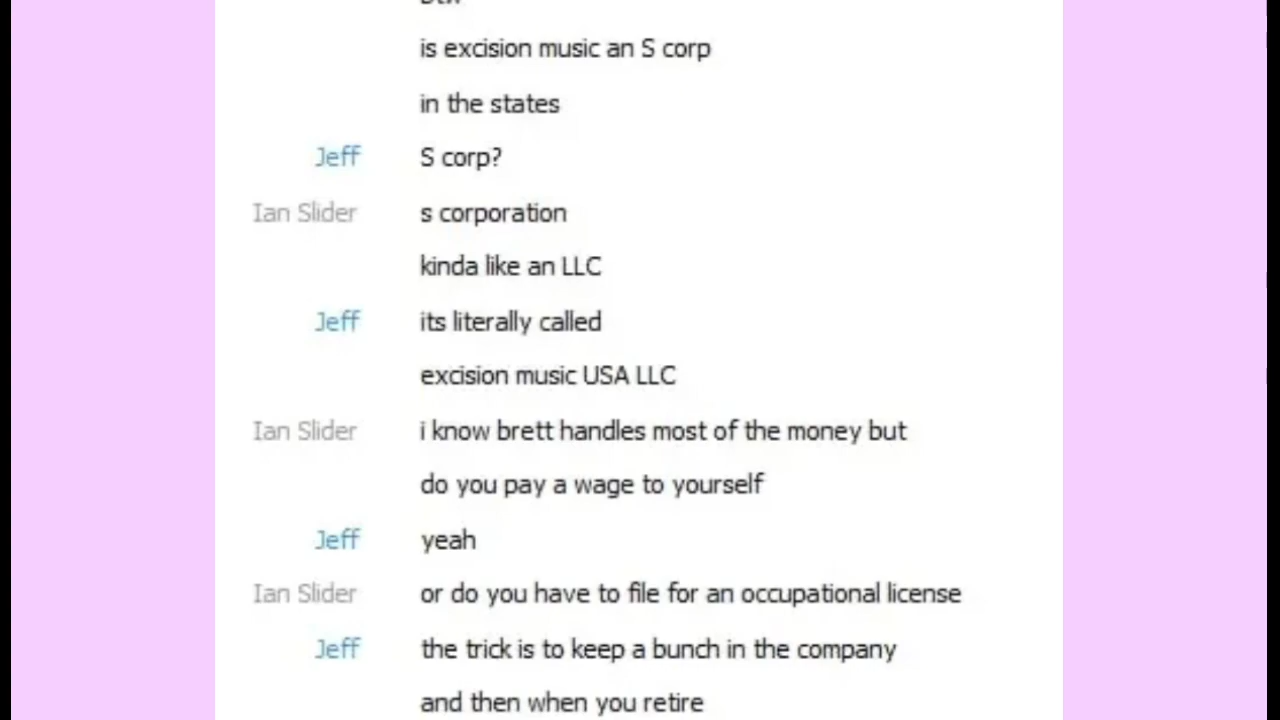 is excision music an S corp
in the states
Jeff S corp?
Ian Slider s corporation
kinda like an LLC
Jeff its literally called
excision music USA LLC
Ian Slider i know brett handles most of the money but
do you pay a wage to yourself
Jeff yeah
Ian Slider or do you have to file for an occupational license
Jeff the trick is to keep a bunch in the company
and then when you retire